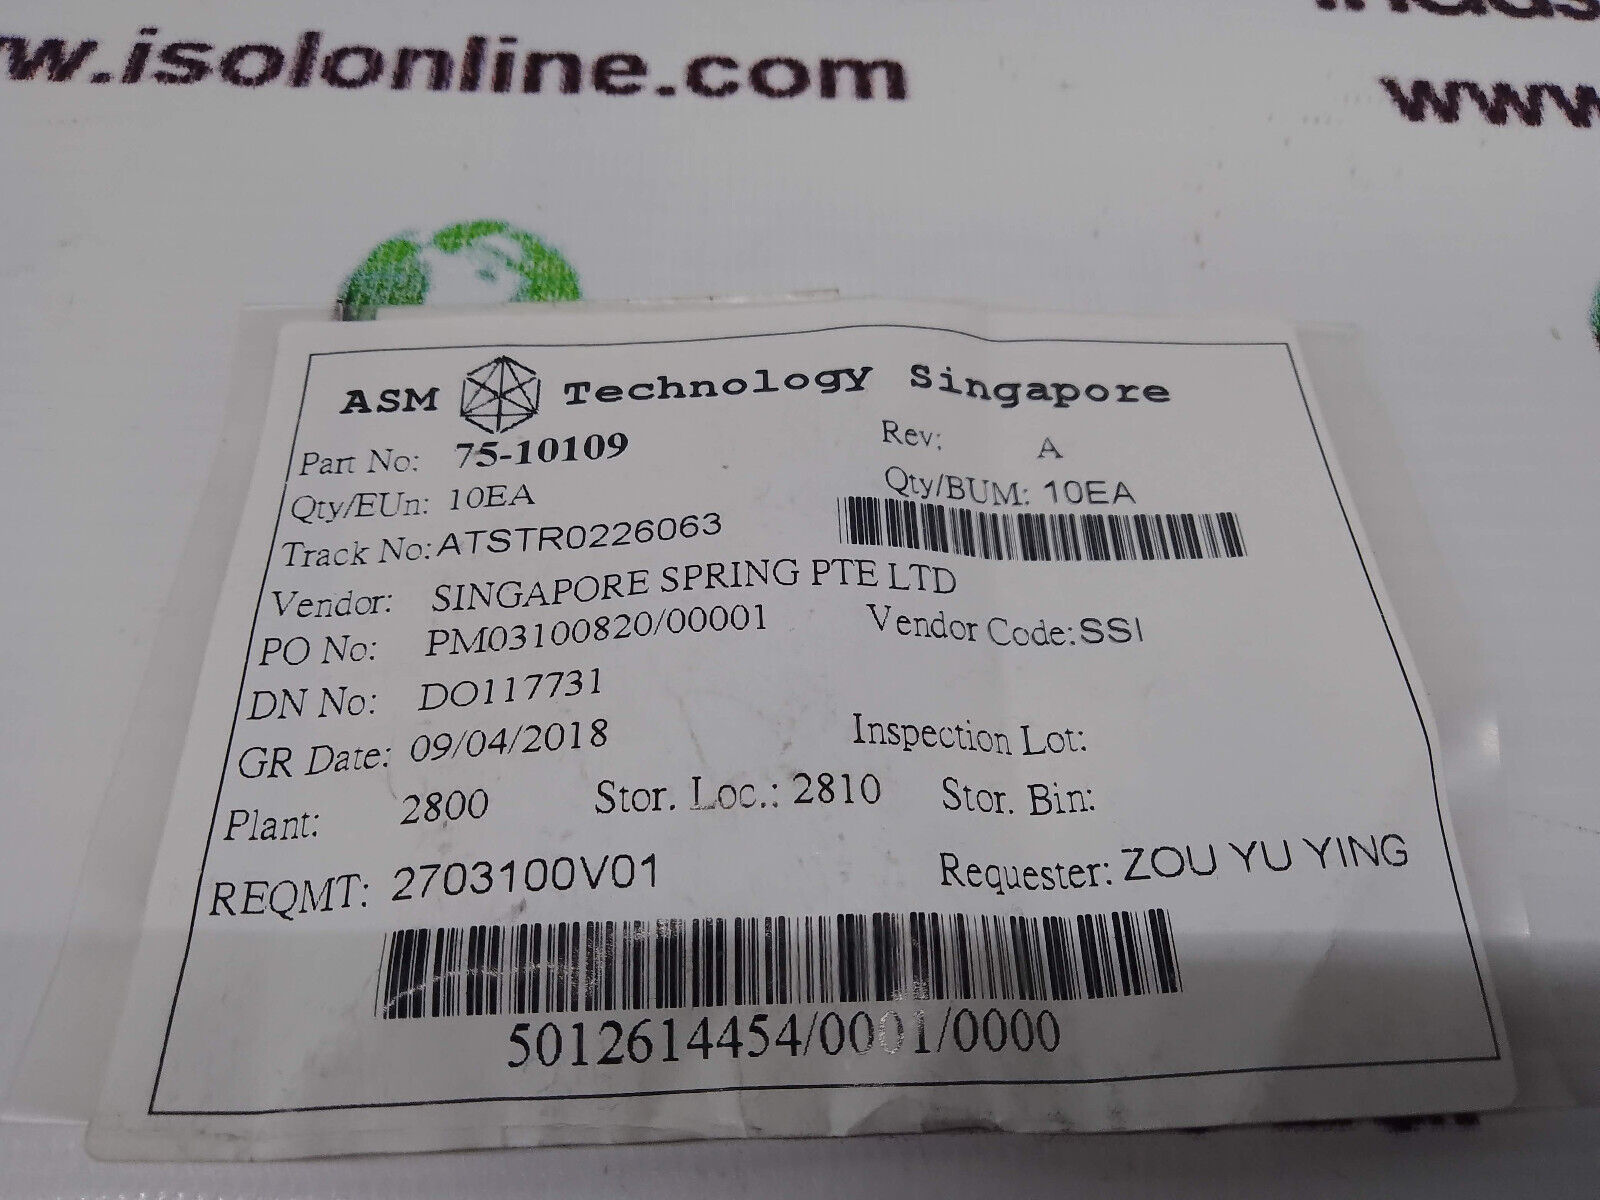 w.isolonline.com
www
ASM Technology Singapore
Part No: 75-10109 Rev: A
Qty/EUn: 10EA Qty/BUM: 10EA
Track No: ATSTR0226063
Vendor: SINGAPORE SPRING PTE LTD
PO No: PM03100820/00001 Vendor Code: SSI
DN No: DO117731
GR Date: 09/04/2018 Inspection Lot:
Plant: 2800 Stor. Loc.: 2810 Stor. Bin:
REQMT: 2703100V01 Requester: ZOU YU YING
5012614454/0001/0000